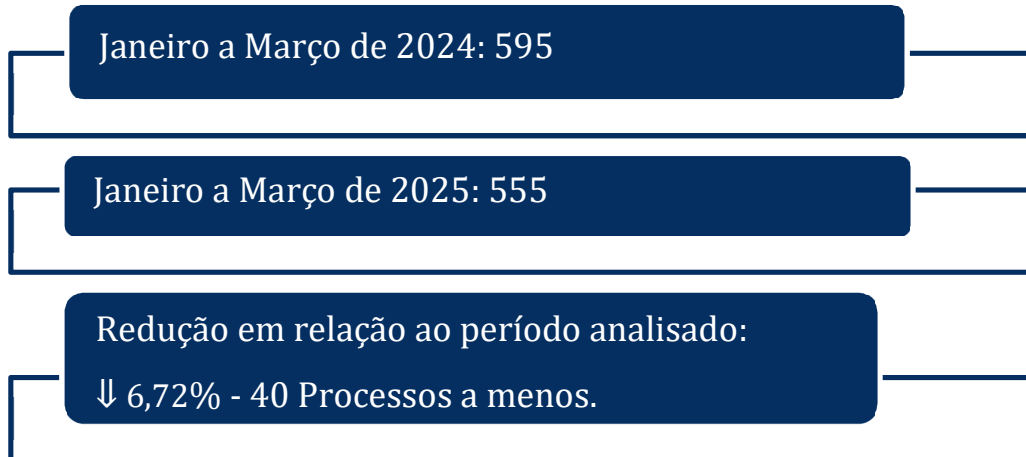 Janeiro a Março de 2024: 595
Janeiro a Março de 2025: 555
Redução em relação ao período analisado:
⇓ 6,72% - 40 Processos a menos.